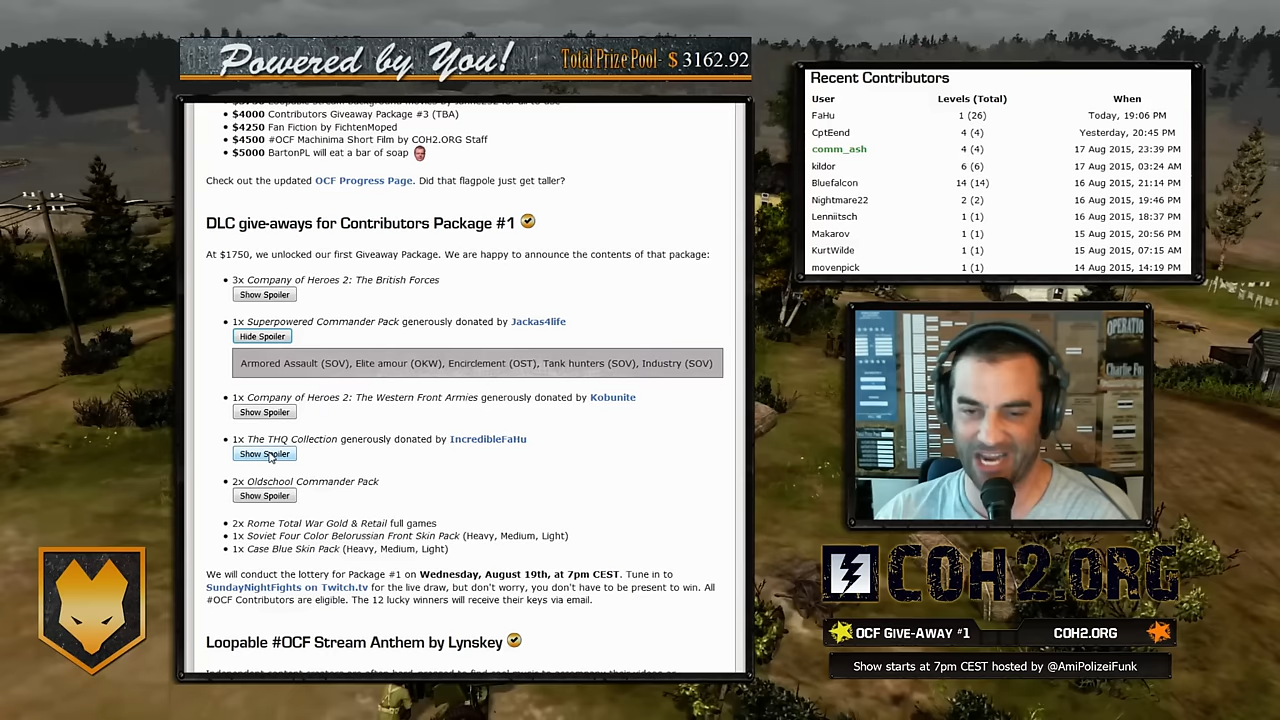 Powered by You!
Total Prize Pool- $ 3162.92
• $4000 Contributors Giveaway Package #3 (TBA)
• $4250 Fan Fiction by FichtenMoped
• $4500 #OCF Machinima Short Film by COH2.ORG Staff
• $5000 BartonPL will eat a bar of soap
Check out the updated OCF Progress Page. Did that flagpole just get taller?
DLC give-aways for Contributors Package #1
At $1750, we unlocked our first Giveaway Package. We are happy to announce the contents of that package:
• 3x Company of Heroes 2: The British Forces
Show Spoiler
• 1x Superpowered Commander Pack generously donated by Jackas4life
Hide Spoiler
Armored Assault (SOV), Elite amour (OKW), Encirclement (OST), Tank hunters (SOV), Industry (SOV)
• 1x Company of Heroes 2: The Western Front Armies generously donated by Kobunite
Show Spoiler
• 1x The THQ Collection generously donated by IncredibleFaHu
Show Spoiler
• 2x Oldschool Commander Pack
Show Spoiler
• 2x Rome Total War Gold & Retail full games
• 1x Soviet Four Color Belorussian Front Skin Pack (Heavy, Medium, Light)
• 1x Case Blue Skin Pack (Heavy, Medium, Light)
We will conduct the lottery for Package #1 on Wednesday, August 19th, at 7pm CEST. Tune in to
SundayNightFights on Twitch.tv for the live draw, but don't worry, you don't have to be present to win. All
#OCF Contributors are eligible. The 12 lucky winners will receive their keys via email.
Loopable #OCF Stream Anthem by Lynskey
Recent Contributors
User Levels (Total) When
FaHu 1 (26) Today, 19:06 PM
CptEend 4 (4) Yesterday, 20:45 PM
comm_ash 4 (4) 17 Aug 2015, 23:39 PM
kildor 6 (6) 17 Aug 2015, 03:24 AM
Bluefalcon 14 (14) 16 Aug 2015, 21:14 PM
Nightmare22 2 (2) 16 Aug 2015, 19:46 PM
Lenniitsch 1 (1) 16 Aug 2015, 18:37 PM
Makarov 1 (1) 15 Aug 2015, 20:56 PM
KurtWilde 1 (1) 15 Aug 2015, 07:15 AM
movenpick 1 (1) 14 Aug 2015, 14:19 PM
COH2.ORG
OCF GIVE-AWAY #1 COH2.ORG
Show starts at 7pm CEST hosted by @AmiPolizeiFunk